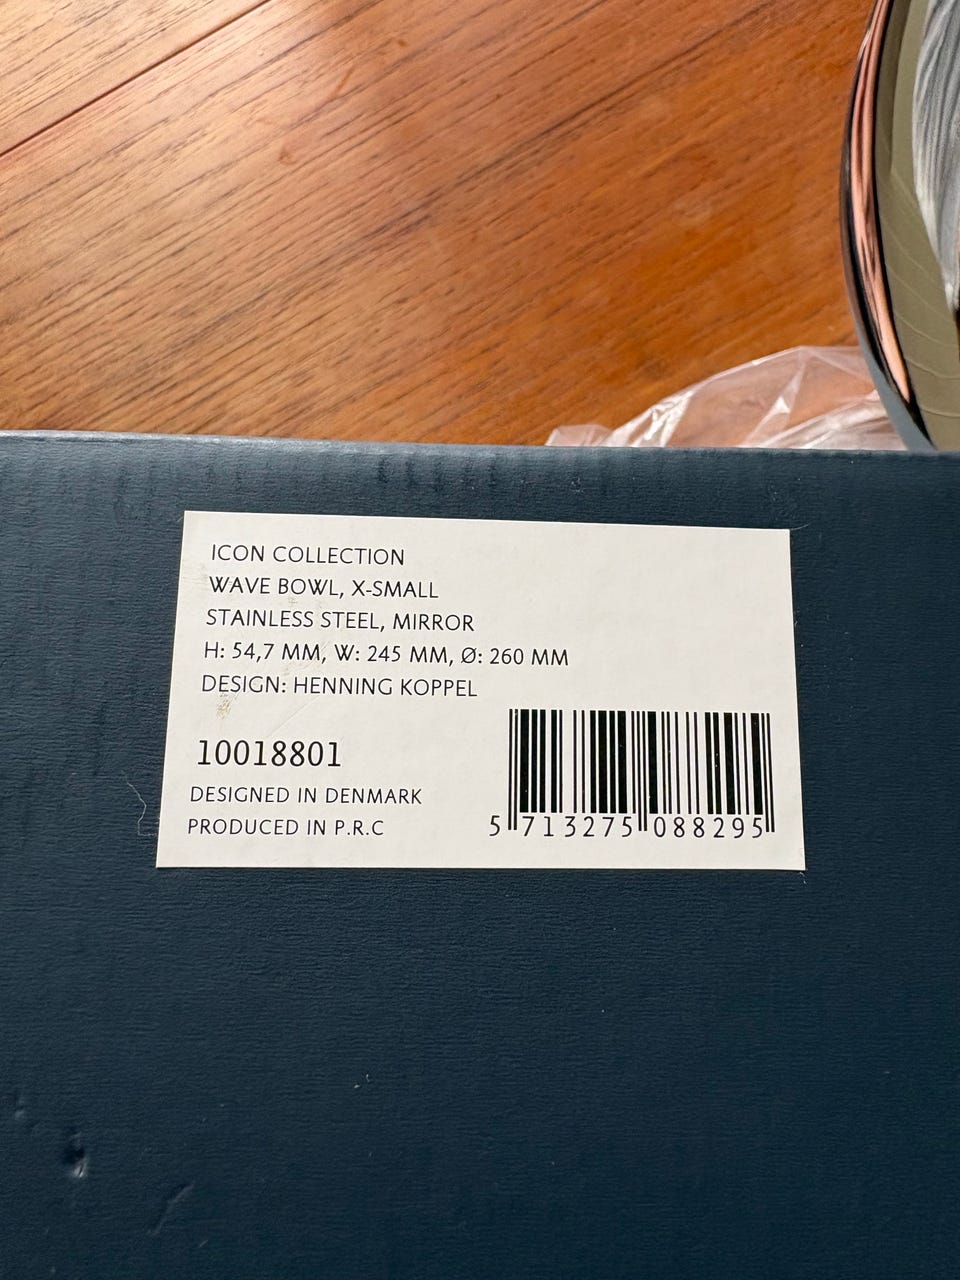 ICON COLLECTION
WAVE BOWL, X-SMALL
STAINLESS STEEL, MIRROR
H: 54,7 MM, W: 245 MM, Ø: 260 MM
DESIGN: HENNING KOPPEL
10018801
DESIGNED IN DENMARK
PRODUCED IN P.R.C
5 713275 088295